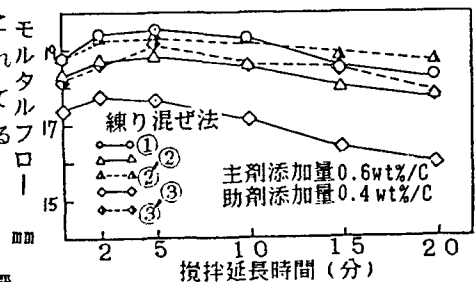 モルタルフロー
mm
19
17
15
練り混ぜ法
①
②
②′
③
③′
主剤添加量0.6wt%/C
助剤添加量0.4wt%/C
2 5 10 15 20
撹拌延長時間(分)